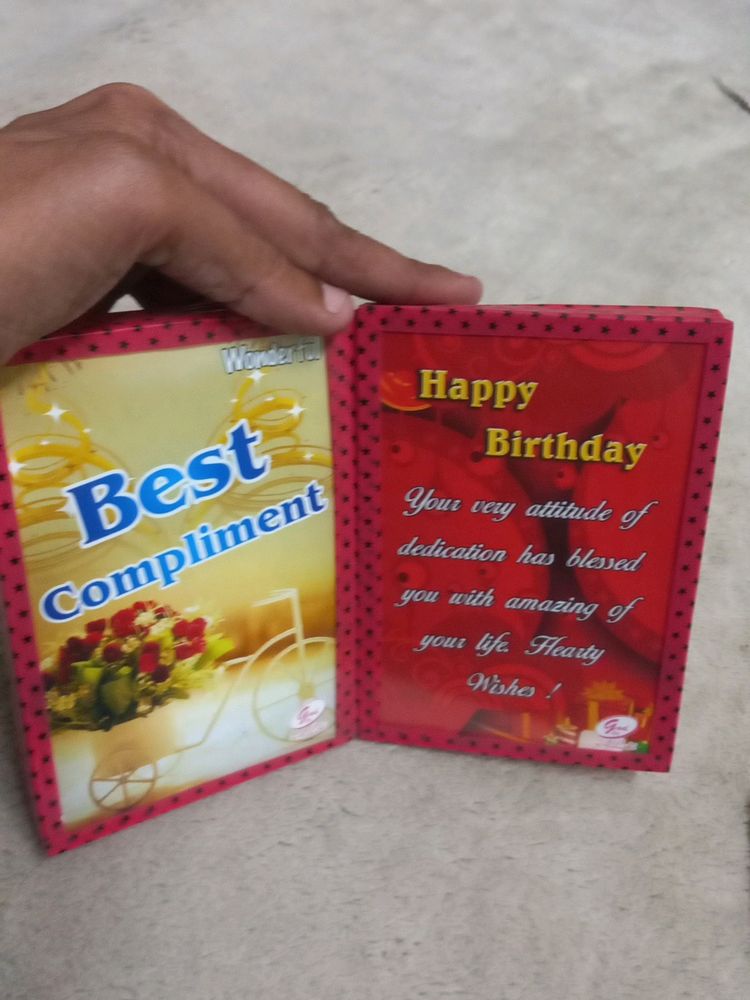 Wonderful
Best
Compliment
Happy
Birthday
Your very attitude of
dedication has blessed
you with amazing of
your life. Hearty
Wishes !